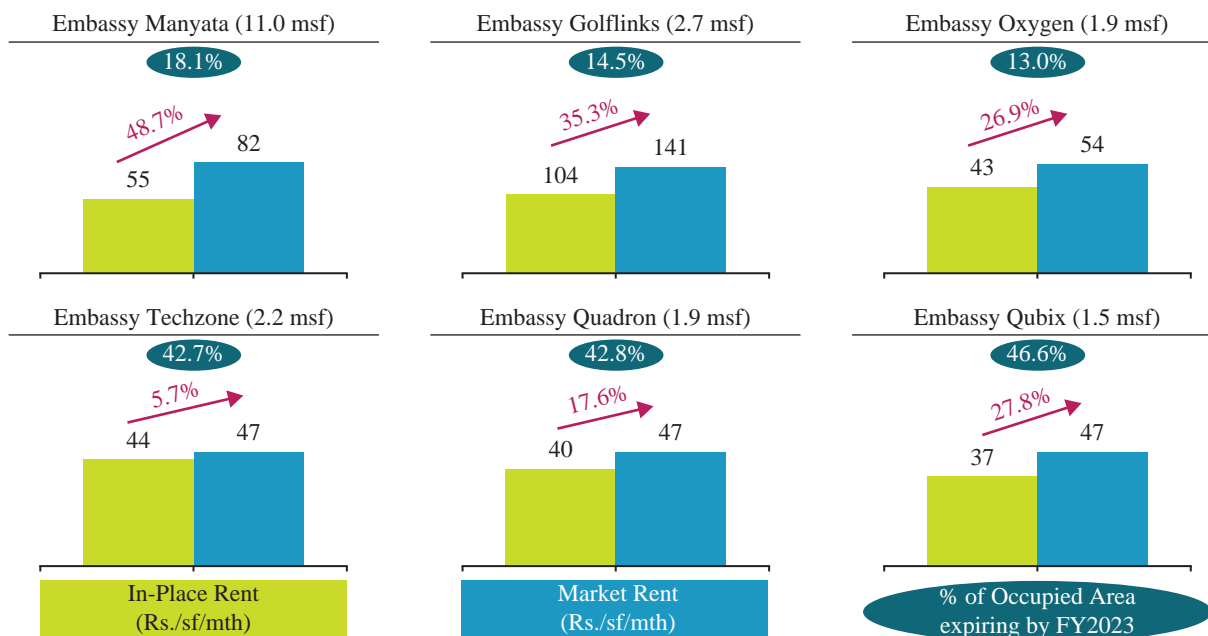 Embassy Manyata (11.0 msf)
18.1%
48.7%
55
82
Embassy Golflinks (2.7 msf)
14.5%
35.3%
104
141
Embassy Oxygen (1.9 msf)
13.0%
26.9%
43
54
Embassy Techzone (2.2 msf)
42.7%
5.7%
44
47
Embassy Quadron (1.9 msf)
42.8%
17.6%
40
47
Embassy Qubix (1.5 msf)
46.6%
27.8%
37
47
In-Place Rent
(Rs./sf/mth)
Market Rent
(Rs./sf/mth)
% of Occupied Area
expiring by FY2023